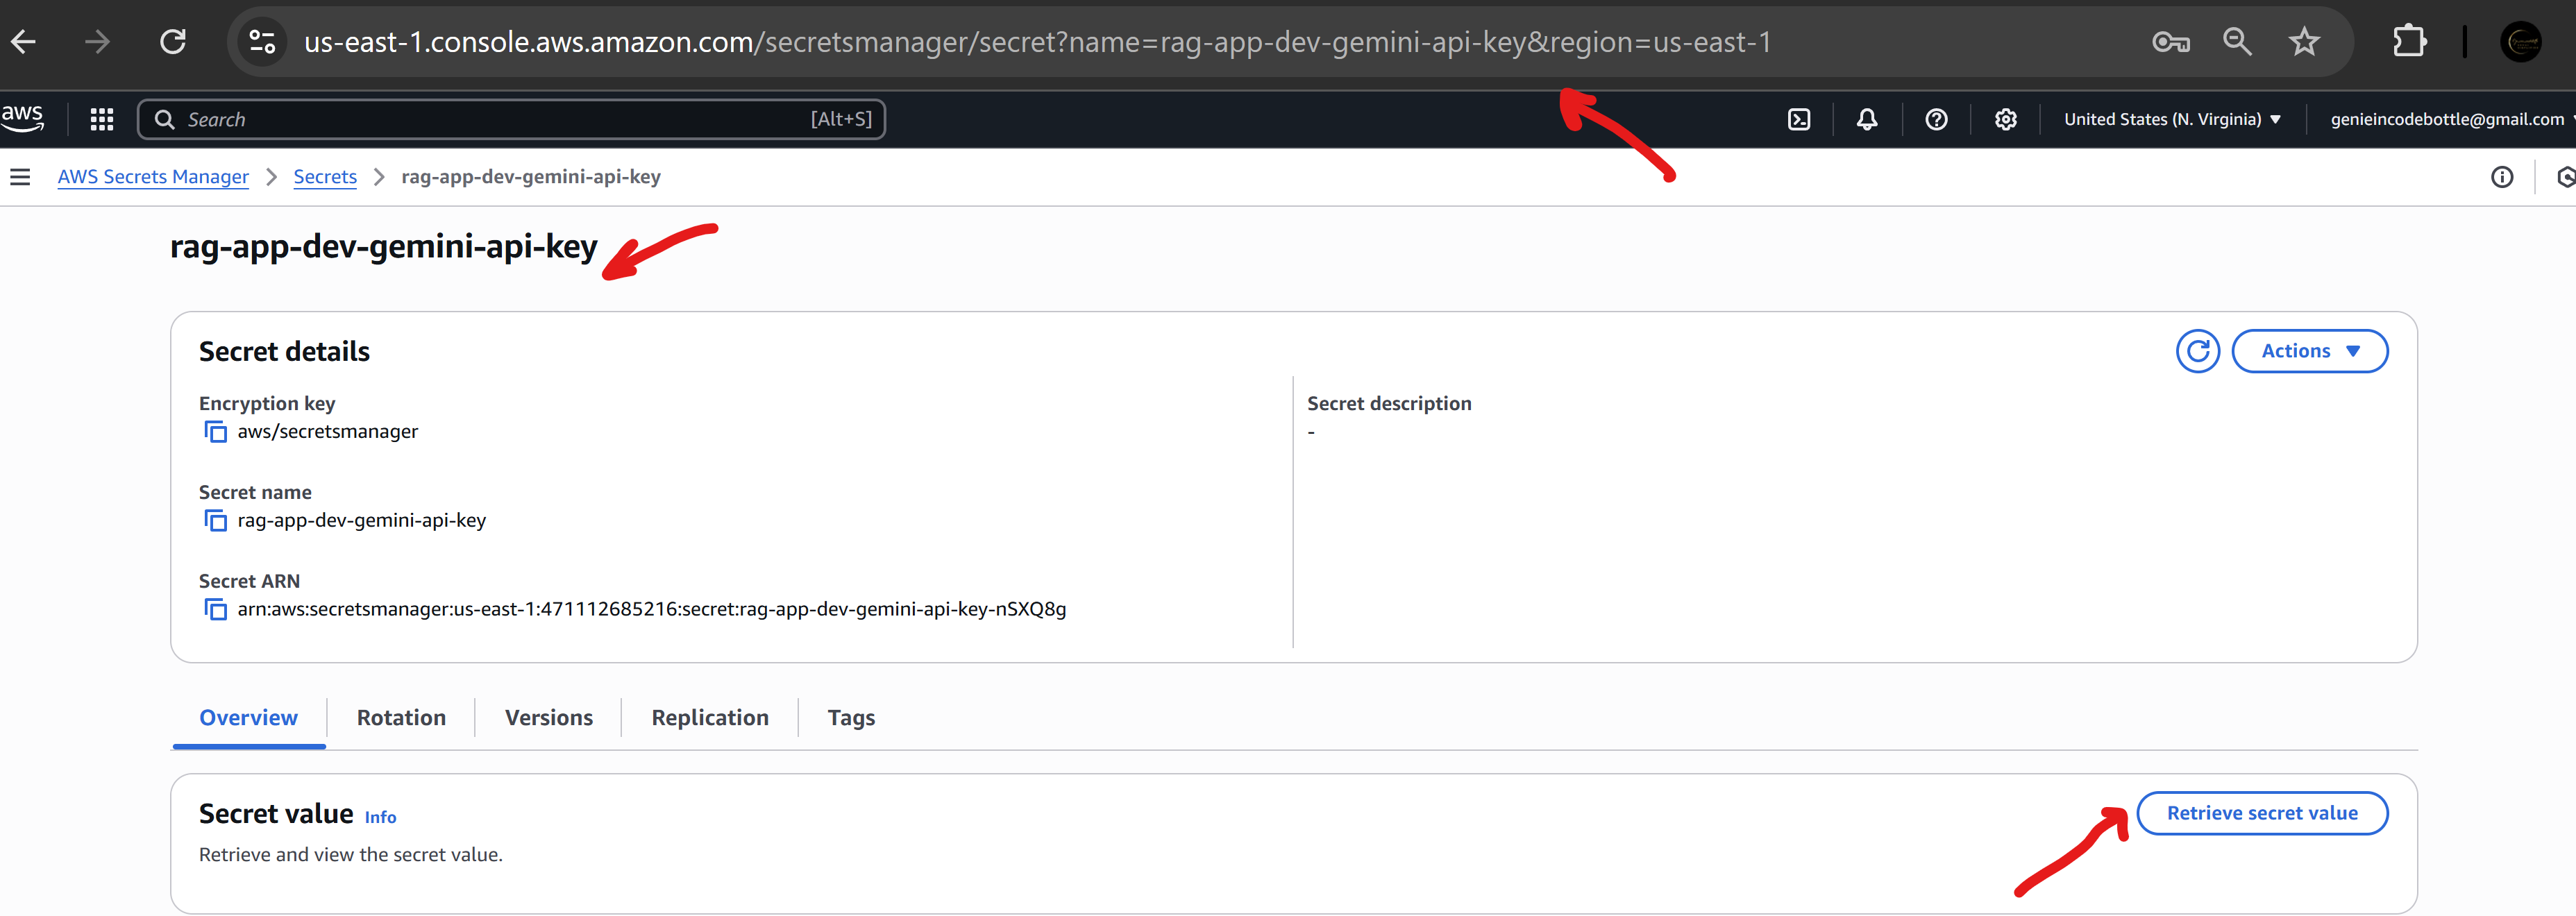 us-east-1.console.aws.amazon.com/secretsmanager/secret?name=rag-app-dev-gemini-api-key&region=us-east-1
aws
Search
[Alt+S]
United States (N. Virginia)
genieincodebottle@gmail.com
AWS Secrets Manager
Secrets
rag-app-dev-gemini-api-key
rag-app-dev-gemini-api-key
Secret details
Actions
Encryption key
aws/secretsmanager
Secret description
-
Secret name
rag-app-dev-gemini-api-key
Secret ARN
arn:aws:secretsmanager:us-east-1:471112685216:secret:rag-app-dev-gemini-api-key-nSXQ8g
Overview
Rotation
Versions
Replication
Tags
Secret value Info
Retrieve secret value
Retrieve and view the secret value.